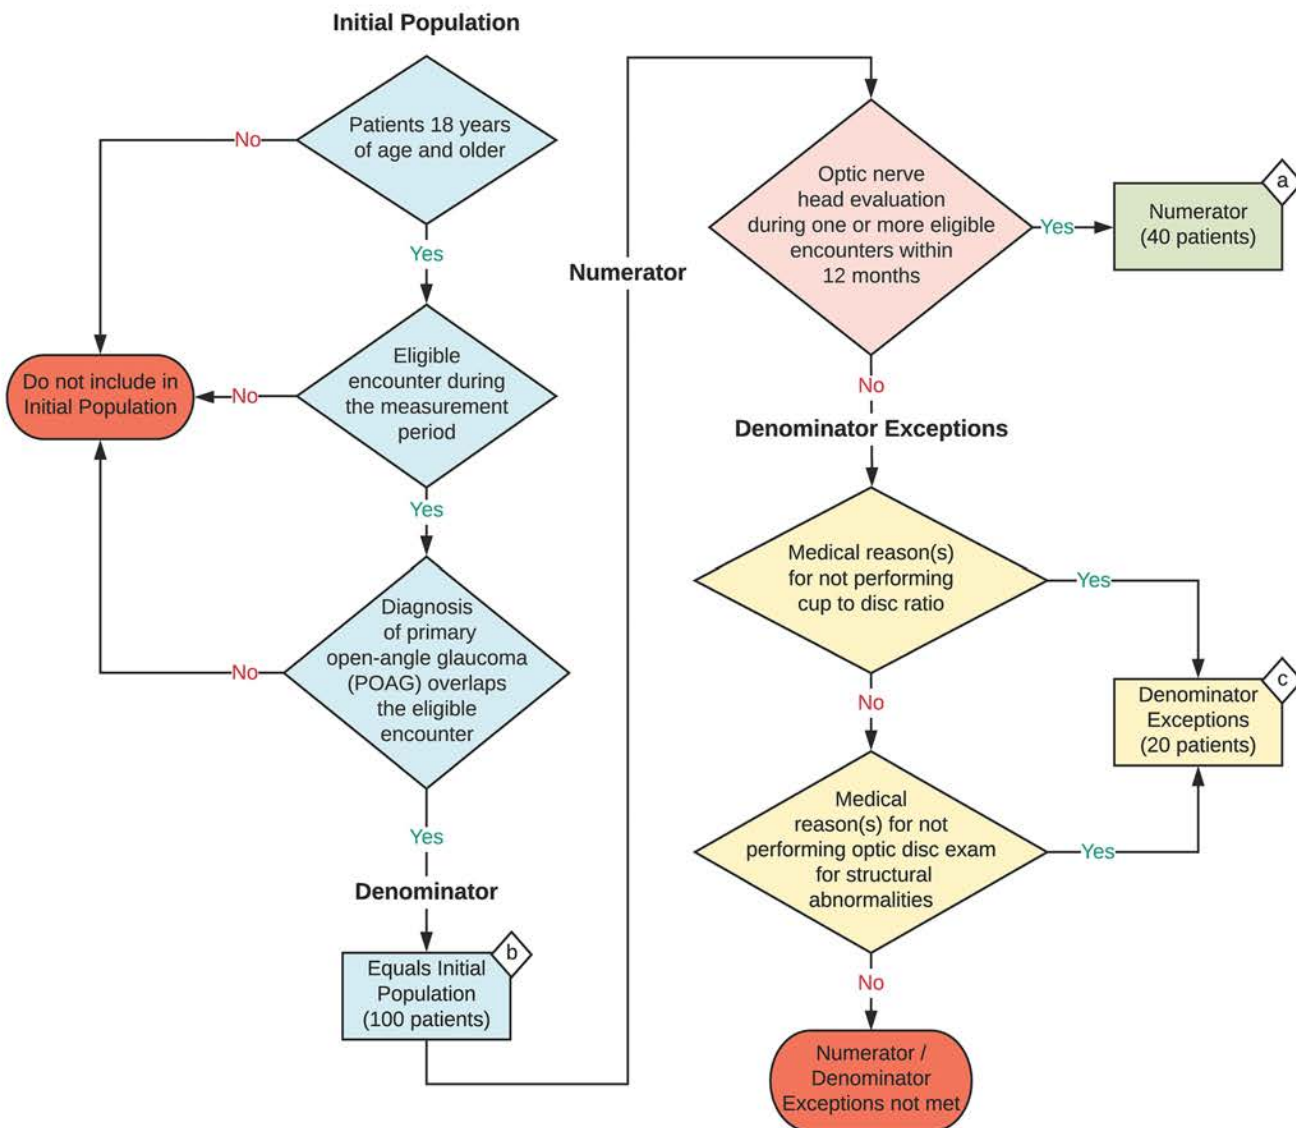 Initial Population
Patients 18 years
of age and older
No
Yes
Eligible
encounter during
the measurement
period
No
Do not include in
Initial Population
Yes
Diagnosis
of primary
open-angle glaucoma
(POAG) overlaps
the eligible
encounter
No
Yes
Denominator
b
Equals Initial
Population
(100 patients)
Numerator
Optic nerve
head evaluation
during one or more eligible
encounters within
12 months
Yes
a
Numerator
(40 patients)
No
Denominator Exceptions
Medical reason(s)
for not performing
cup to disc ratio
Yes
c
Denominator
Exceptions
(20 patients)
No
Medical
reason(s) for not
performing optic disc exam
for structural
abnormalities
Yes
No
Numerator /
Denominator
Exceptions not met